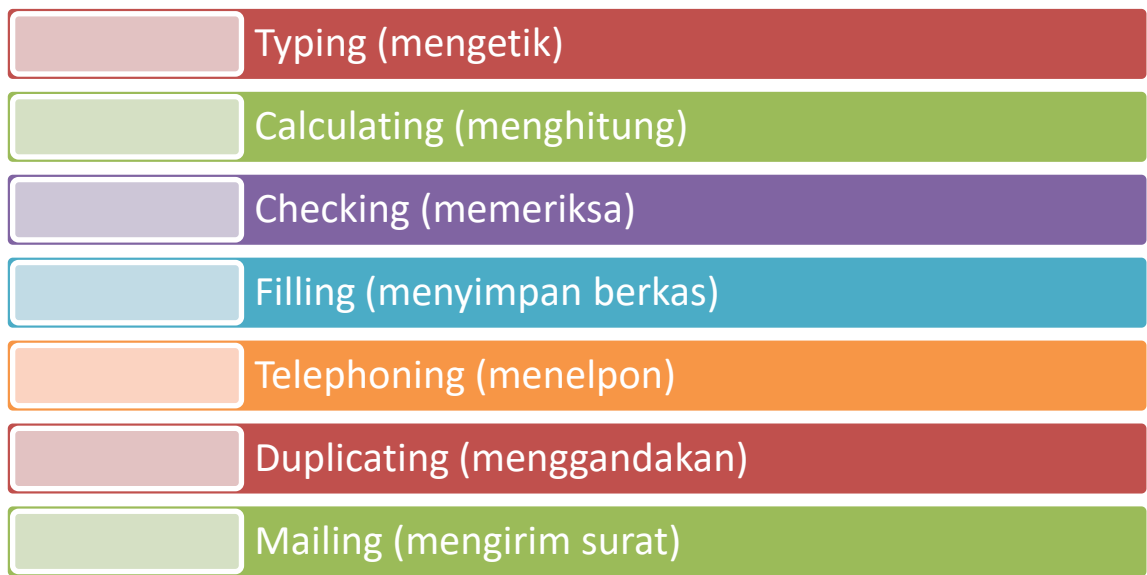 Typing (mengetik)
Calculating (menghitung)
Checking (memeriksa)
Filling (menyimpan berkas)
Telephoning (menelpon)
Duplicating (menggandakan)
Mailing (mengirim surat)